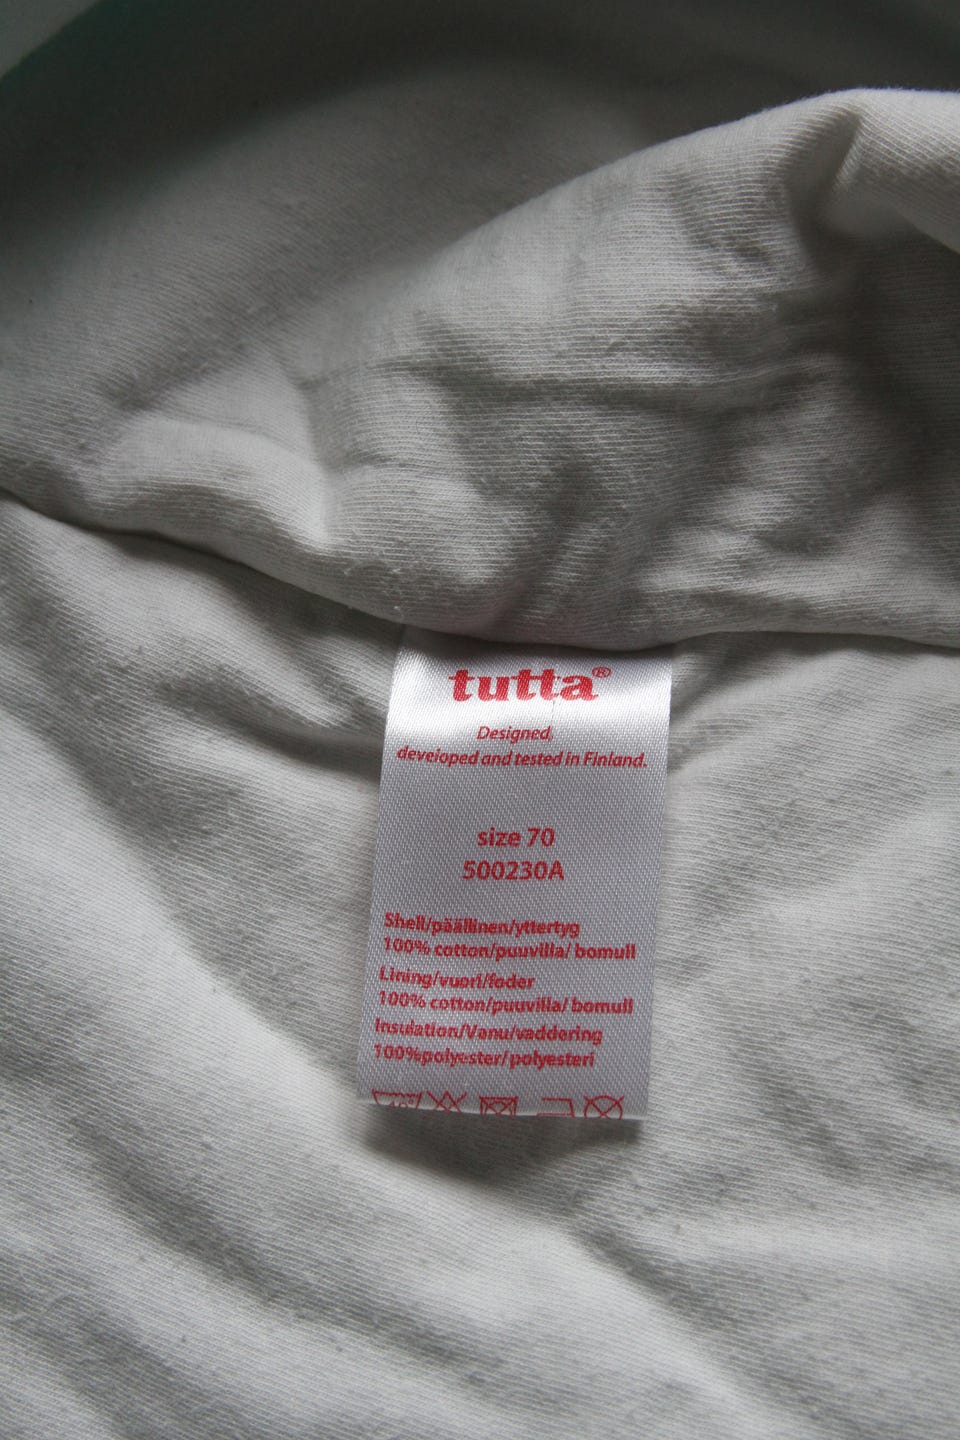 tutta®
Designed,
developed and tested in Finland.
size 70
500230A
Shell/päällinen/yttertyg
100% cotton/puuvilla/ bomull
Lining/vuori/foder
100% cotton/puuvilla/ bomull
Insulation/Vanu/vaddering
100%polyester/polyesteri